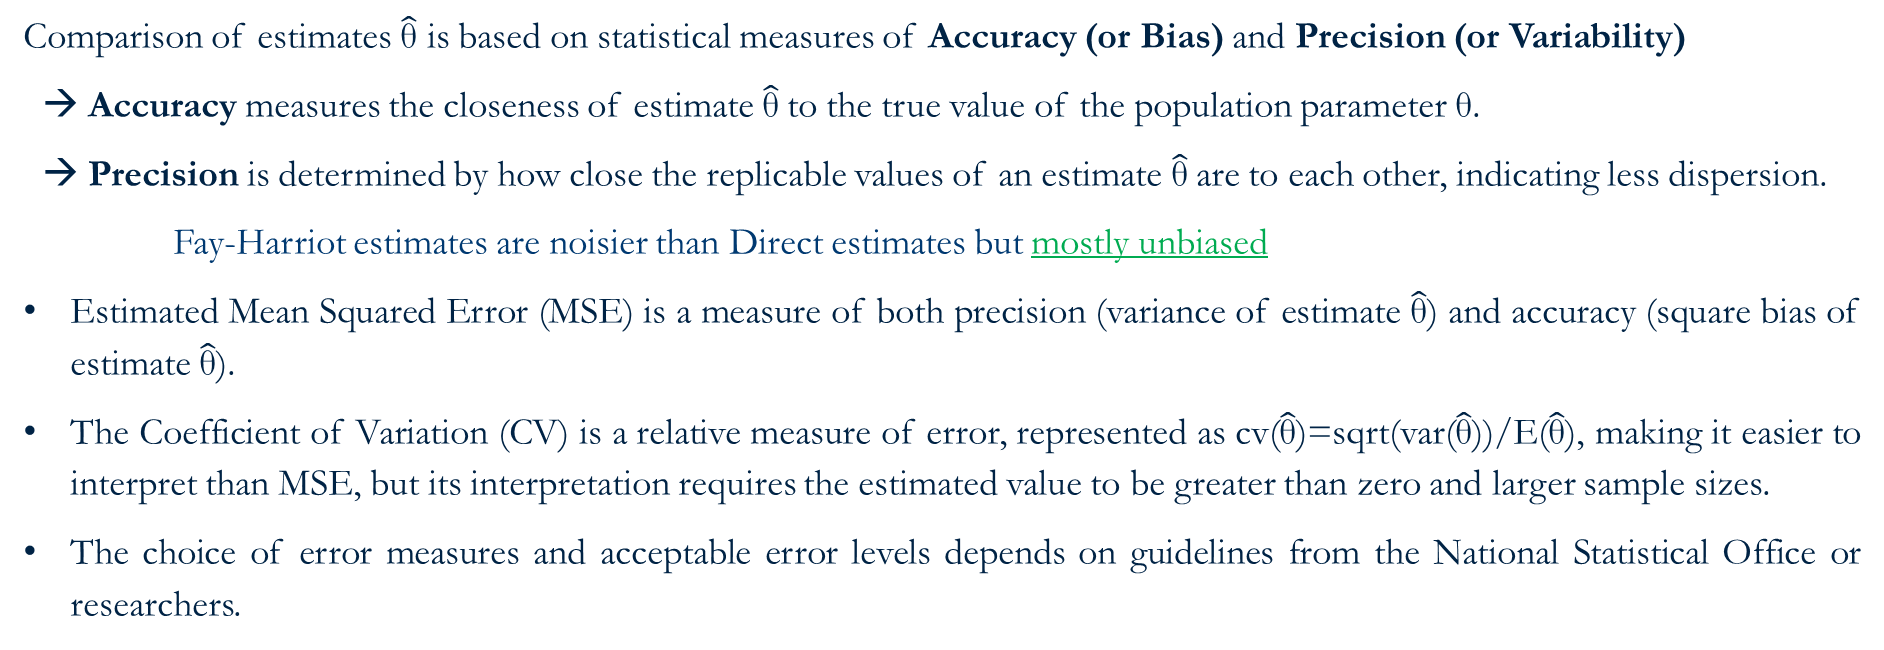 Comparison of estimates θ̂ is based on statistical measures of Accuracy (or Bias) and Precision (or Variability)
→ Accuracy measures the closeness of estimate θ̂ to the true value of the population parameter θ.
→ Precision is determined by how close the replicable values of an estimate θ̂ are to each other, indicating less dispersion.
Fay-Harriot estimates are noisier than Direct estimates but mostly unbiased
• Estimated Mean Squared Error (MSE) is a measure of both precision (variance of estimate θ̂) and accuracy (square bias of
estimate θ̂).
• The Coefficient of Variation (CV) is a relative measure of error, represented as cv(θ̂)=sqrt(var(θ̂))/E(θ̂), making it easier to
interpret than MSE, but its interpretation requires the estimated value to be greater than zero and larger sample sizes.
• The choice of error measures and acceptable error levels depends on guidelines from the National Statistical Office or
researchers.